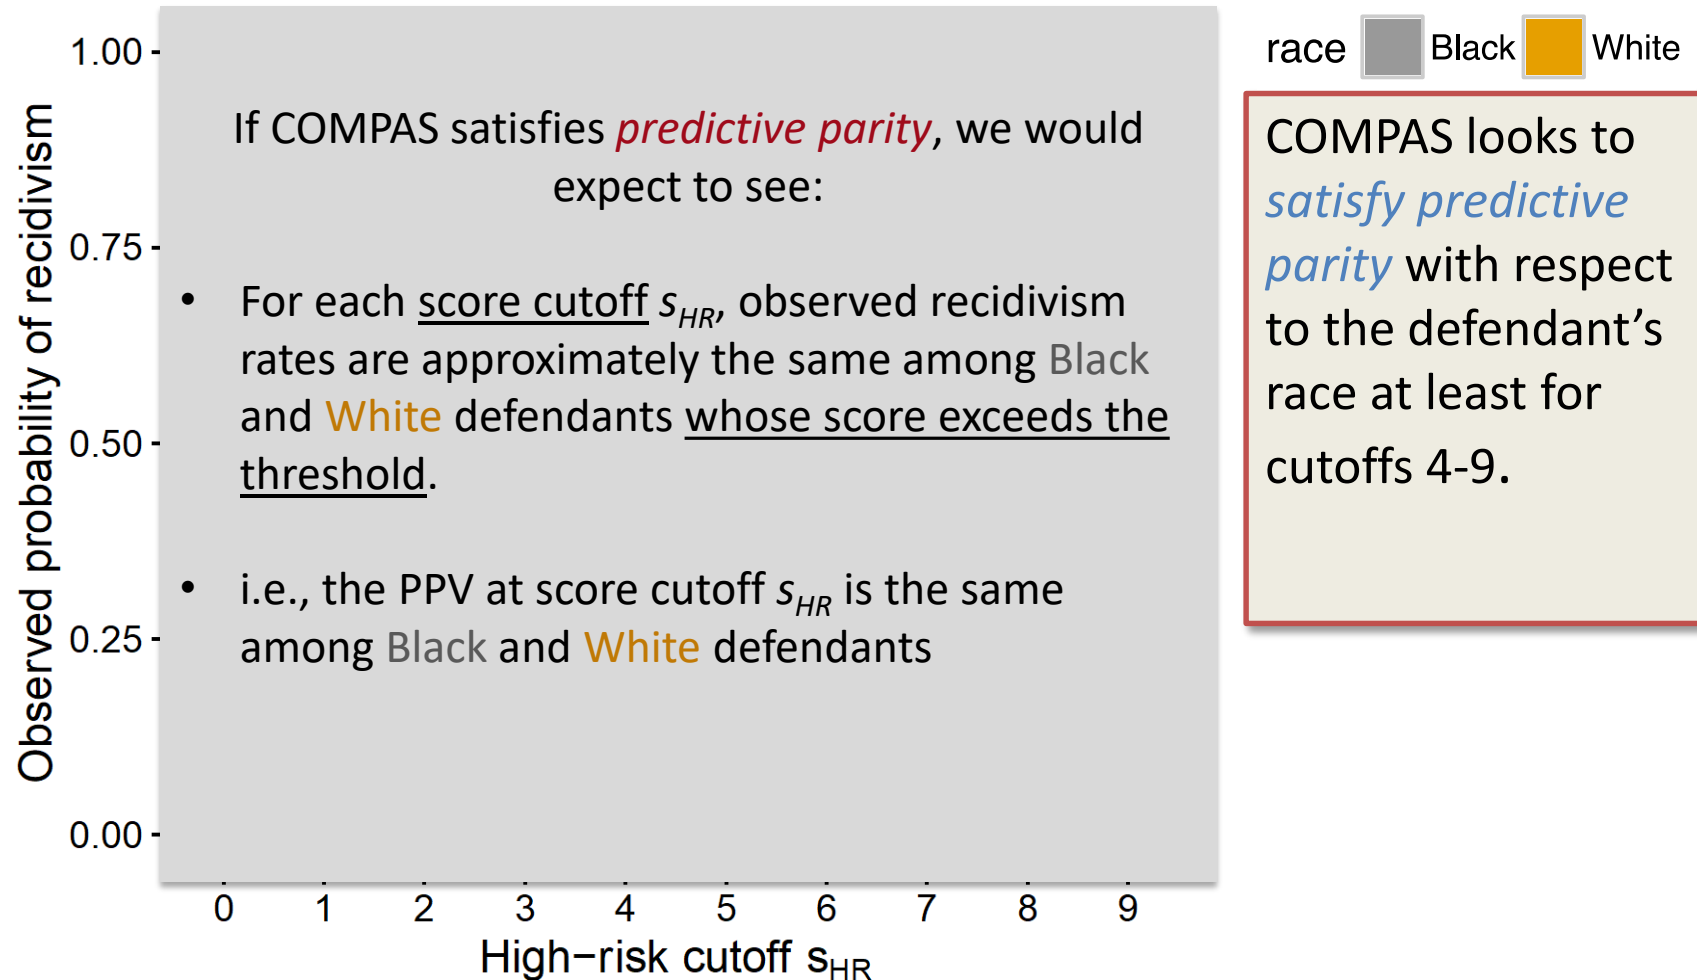 Observed probability of recidivism
1.00
0.75
0.50
0.25
0.00
If COMPAS satisfies predictive parity, we would
expect to see:
• For each score cutoff sHR, observed recidivism
rates are approximately the same among Black
and White defendants whose score exceeds the
threshold.
• i.e., the PPV at score cutoff sHR is the same
among Black and White defendants
0 1 2 3 4 5 6 7 8 9
High−risk cutoff sHR
race Black White
COMPAS looks to
satisfy predictive
parity with respect
to the defendant’s
race at least for
cutoffs 4-9.